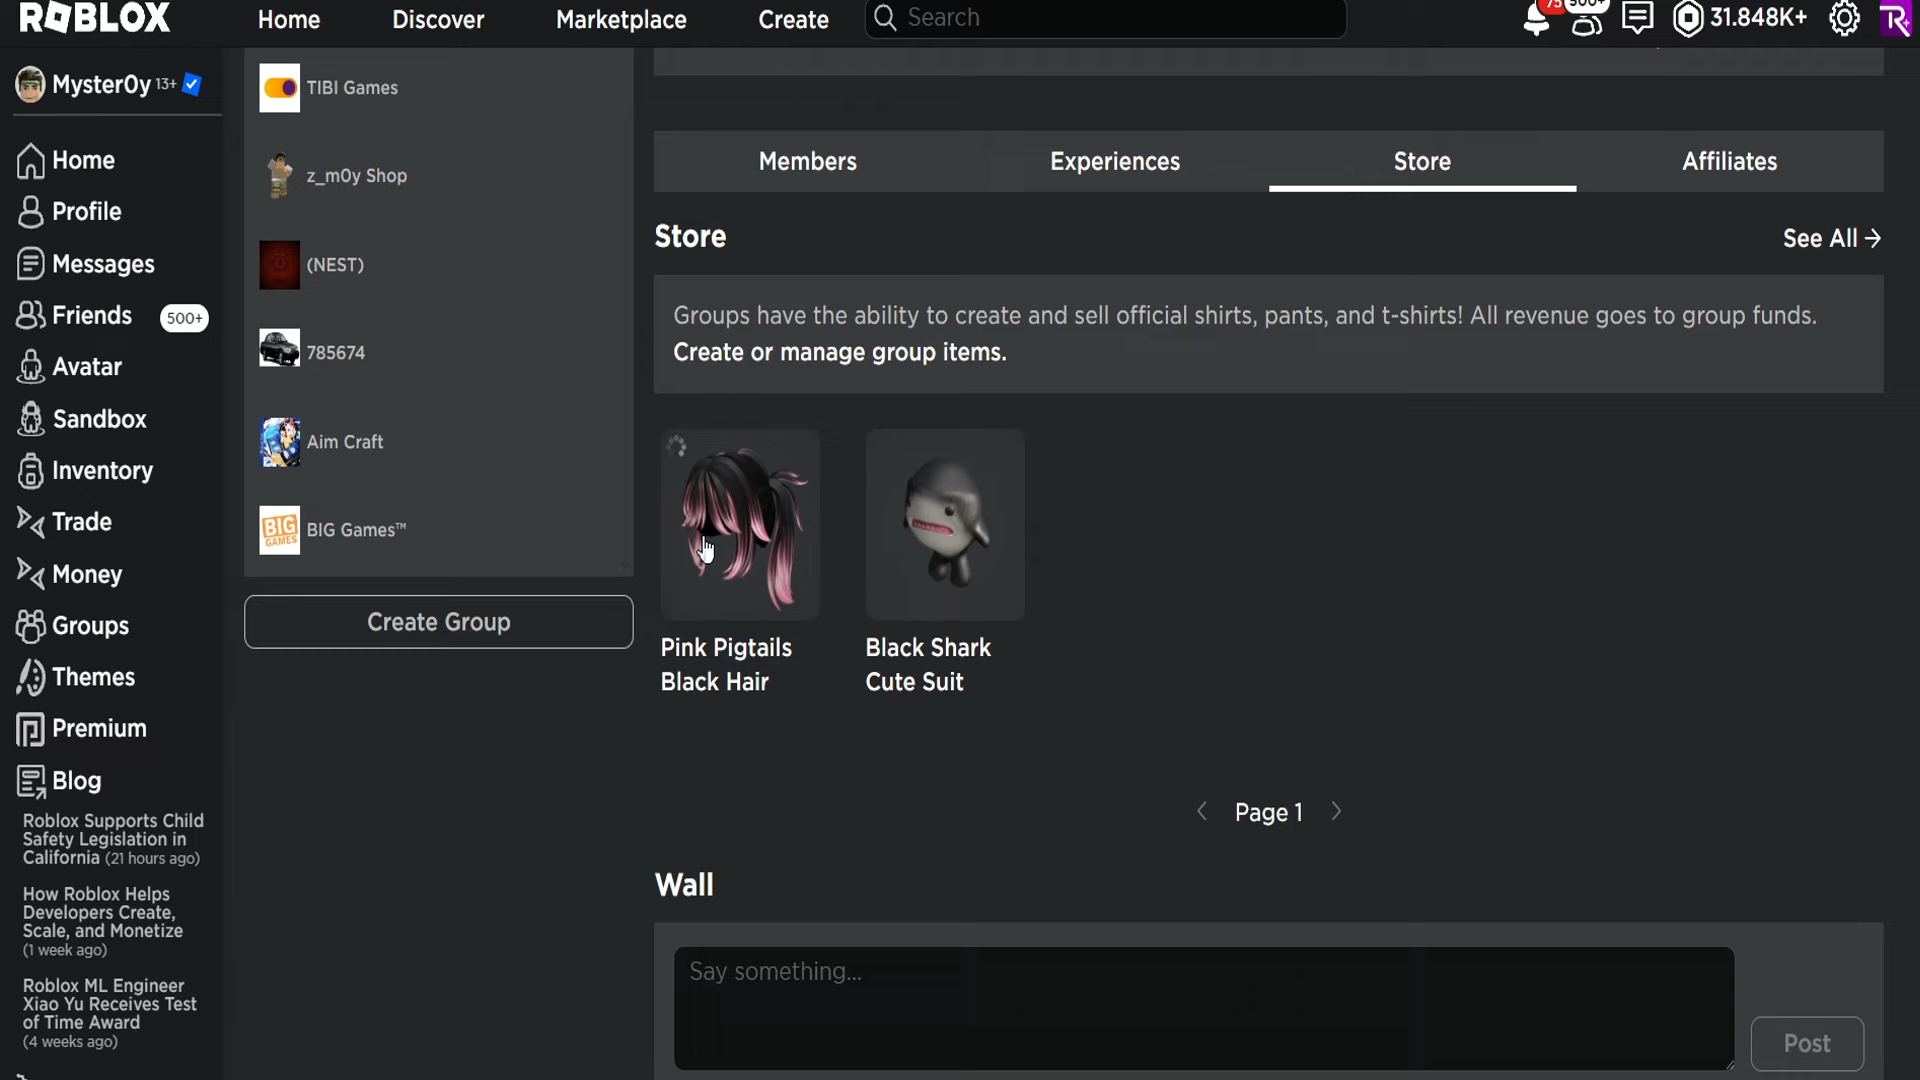 ROBLOX
Home
Discover
Marketplace
Create
Search
75
500+
31.848K+
Myster0y 13+
Home
Profile
Messages
Friends
500+
Avatar
Sandbox
Inventory
Trade
Money
Groups
Themes
Premium
Blog
Roblox Supports Child
Safety Legislation in
California (21 hours ago)
How Roblox Helps
Developers Create,
Scale, and Monetize
(1 week ago)
Roblox ML Engineer
Xiao Yu Receives Test
of Time Award
(4 weeks ago)
TIBI Games
z_m0y Shop
(NEST)
785674
Aim Craft
BIG
GAMES
BIG Games™
Create Group
Members
Experiences
Store
Affiliates
Store
See All
Groups have the ability to create and sell official shirts, pants, and t-shirts! All revenue goes to group funds.
Create or manage group items.
Pink Pigtails
Black Hair
Black Shark
Cute Suit
Page 1
Wall
Say something...
Post